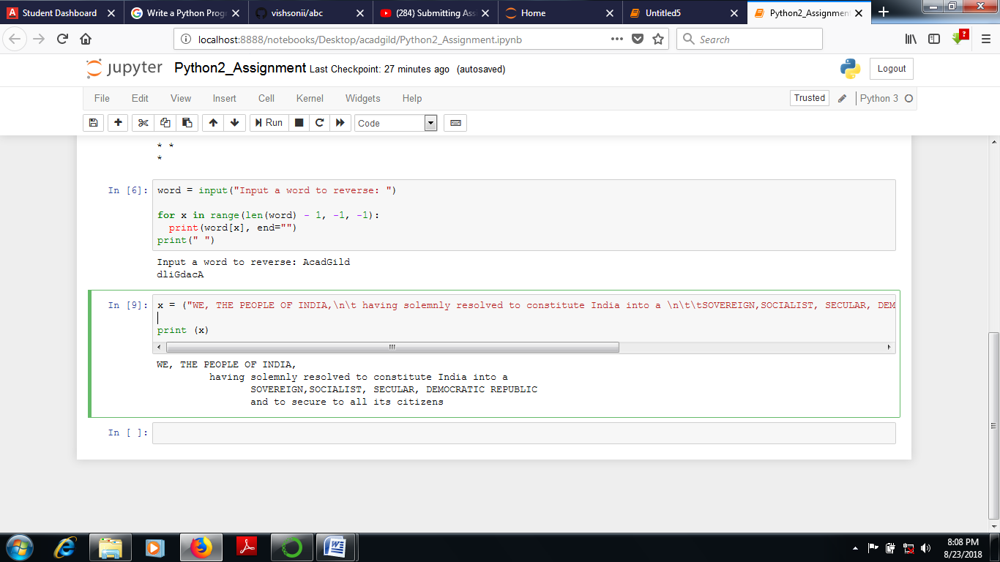 Student Dashboard
Write a Python Prog
vishsonii/abc
(284) Submitting Ass
Home
Untitled5
Python2_Assignment
localhost:8888/notebooks/Desktop/acadgild/Python2_Assignment.ipynb
Search
jupyter Python2_Assignment Last Checkpoint: 27 minutes ago (autosaved)
Logout
File Edit View Insert Cell Kernel Widgets Help
Trusted Python 3
Run Code
* *
*
In [6]: word = input("Input a word to reverse: ")
for x in range(len(word) - 1, -1, -1):
  print(word[x], end="")
print(" ")
Input a word to reverse: AcadGild
dliGdacA
In [9]: x = ("WE, THE PEOPLE OF INDIA,\n\t having solemnly resolved to constitute India into a \n\t\tSOVEREIGN,SOCIALIST, SECULAR, DEM
print (x)
WE, THE PEOPLE OF INDIA,
         having solemnly resolved to constitute India into a
                SOVEREIGN,SOCIALIST, SECULAR, DEMOCRATIC REPUBLIC
                and to secure to all its citizens
In [ ]:
8:08 PM
8/23/2018